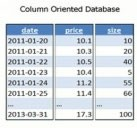 Column Oriented Database
date price size
2011-01-20 10.1 10
2011-01-21 10.3 20
2011-01-22 10.5 40
2011-01-23 10.4 5
2011-01-24 11.2 55
2011-01-25 11.4 66
... ... ...
2013-03-31 17.3 100